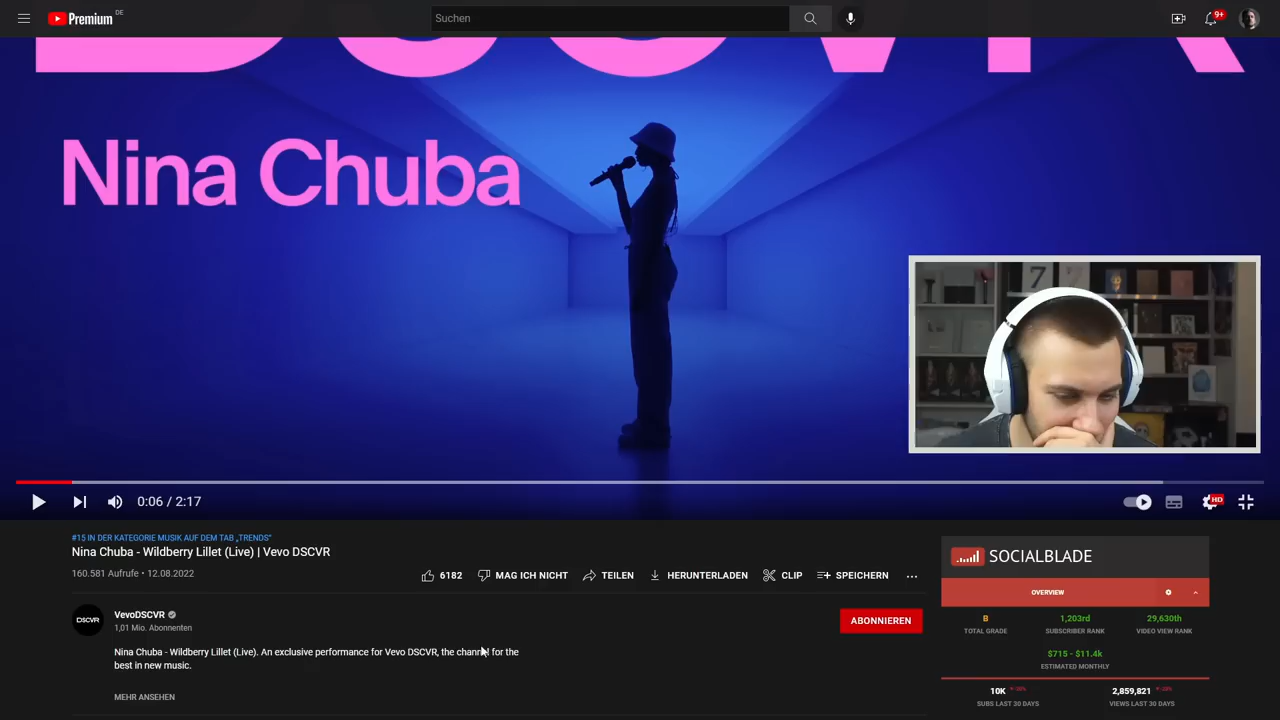 Premium DE
Suchen
9+
DSCVR
Nina Chuba
7
0:06 / 2:17
HD
#15 IN DER KATEGORIE MUSIK AUF DEM TAB „TRENDS“
Nina Chuba - Wildberry Lillet (Live) | Vevo DSCVR
160.581 Aufrufe • 12.08.2022
6182
MAG ICH NICHT
TEILEN
HERUNTERLADEN
CLIP
SPEICHERN
DSCVR
VevoDSCVR
1,01 Mio. Abonnenten
ABONNIEREN
Nina Chuba - Wildberry Lillet (Live). An exclusive performance for Vevo DSCVR, the channel for the
best in new music.
MEHR ANSEHEN
SOCIALBLADE
OVERVIEW
B 1,203rd 29,630th
TOTAL GRADE SUBSCRIBER RANK VIDEO VIEW RANK
$715 - $11.4k
ESTIMATED MONTHLY
10K 2,859,821
SUBS LAST 30 DAYS VIEWS LAST 30 DAYS